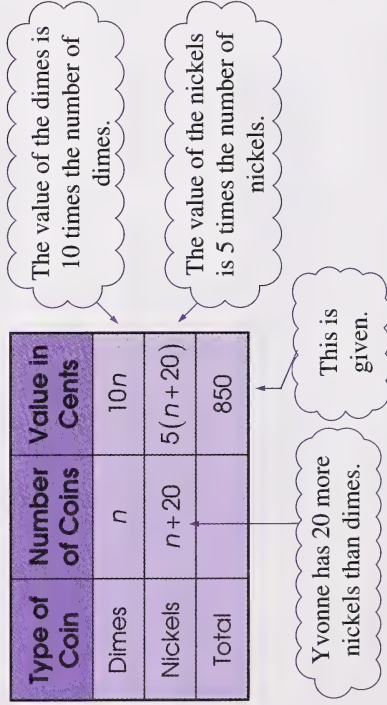 The value of the dimes is
10 times the number of
dimes.
The value of the nickels
is 5 times the number of
nickels.
Type of Coin Number of Coins Value in Cents
Dimes n 10n
Nickels n+20 5(n+20)
Total 850
Yvonne has 20 more
nickels than dimes.
This is
given.